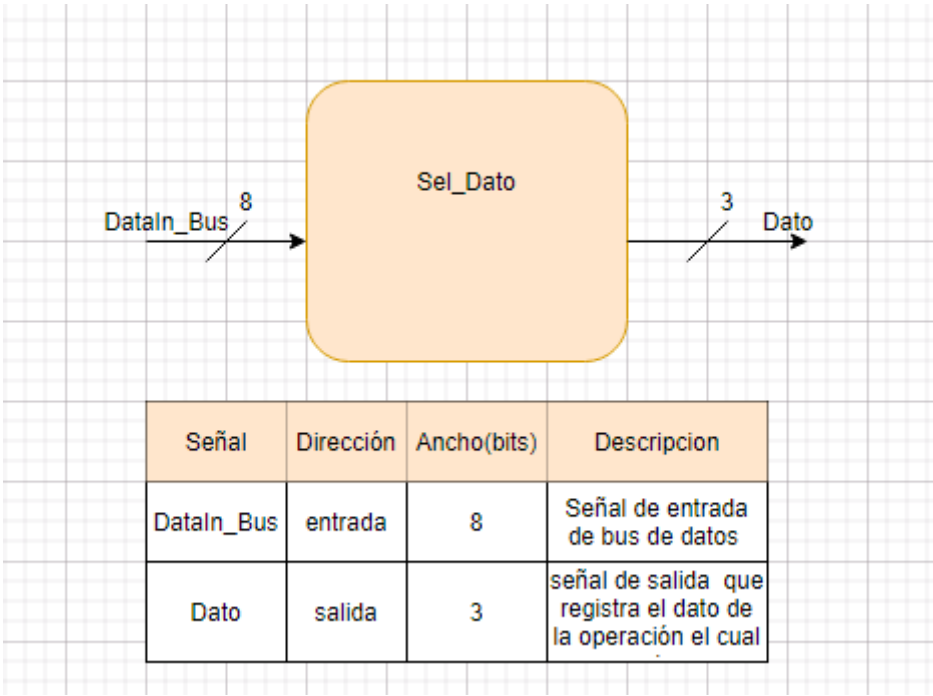 Sel_Dato
8
DataIn_Bus
3
Dato
Señal Dirección Ancho(bits) Descripcion
DataIn_Bus entrada 8 Señal de entrada
de bus de datos
Dato salida 3 señal de salida que
registra el dato de
la operación el cual